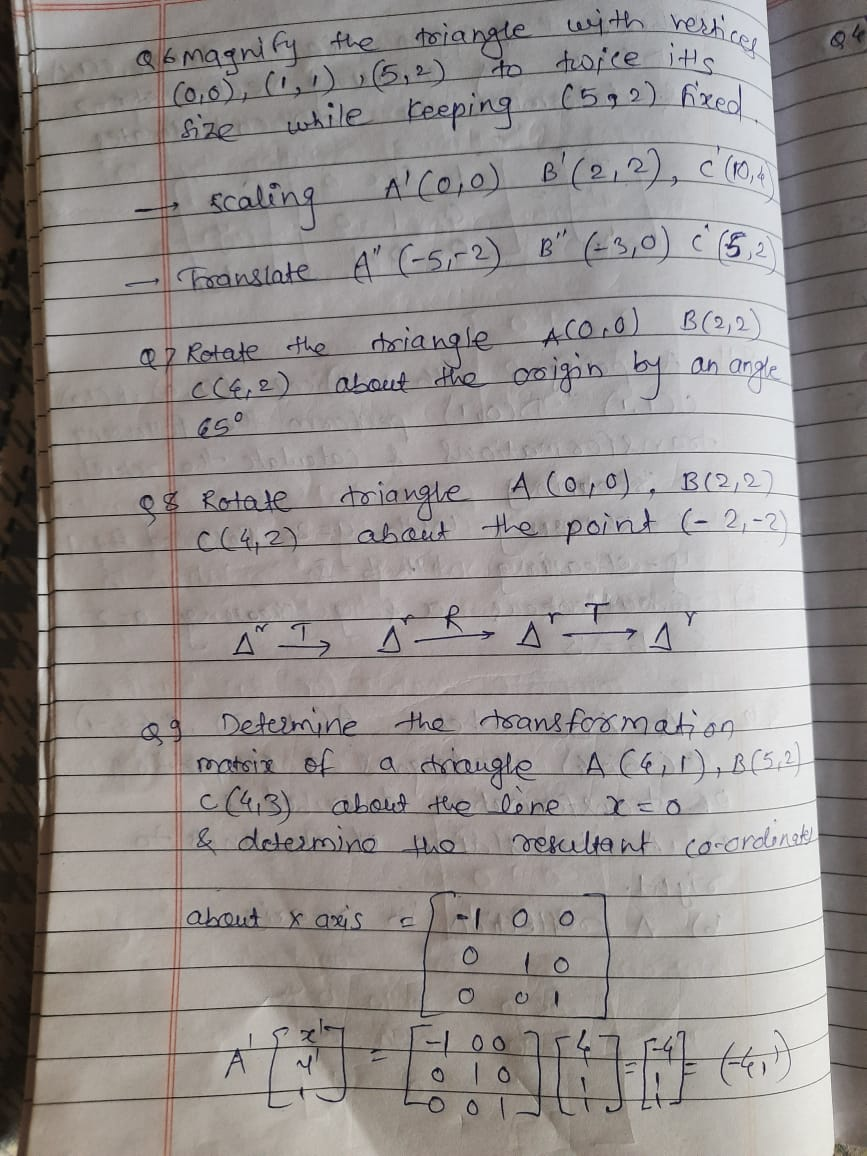 Q6 magnify the triangle with vertices
(0,0), (1,1), (5,2) to twice itts
size while keeping (5,2) fixed.
→ scaling A'(0,0) B'(2,2), C'(10,4)
→ Translate A"(-5,-2) B"(-3,0) C"(5,2)
Q7 Rotate the triangle A(0,0) B(2,2)
C(4,2) about the origin by an angle
45°
Q8 Rotate triangle A(0,0), B(2,2)
C(4,2) about the point (-2,-2)
Δʳ T→ Δʳ R→ Δʳ T→ Δʳ
Q9 Determine the transformation
matrix of a triangle A(4,1), B(5,2)
C(4,3) about the line x=0
& determine the resultant co-ordinates
about x axis = [-1 0 0
0 1 0
0 0 1]
A' [x' y' 1] = [-1 0 0
0 1 0
0 0 1] [4 1 1] = [-4 1 1] = (-4,1)
Q4